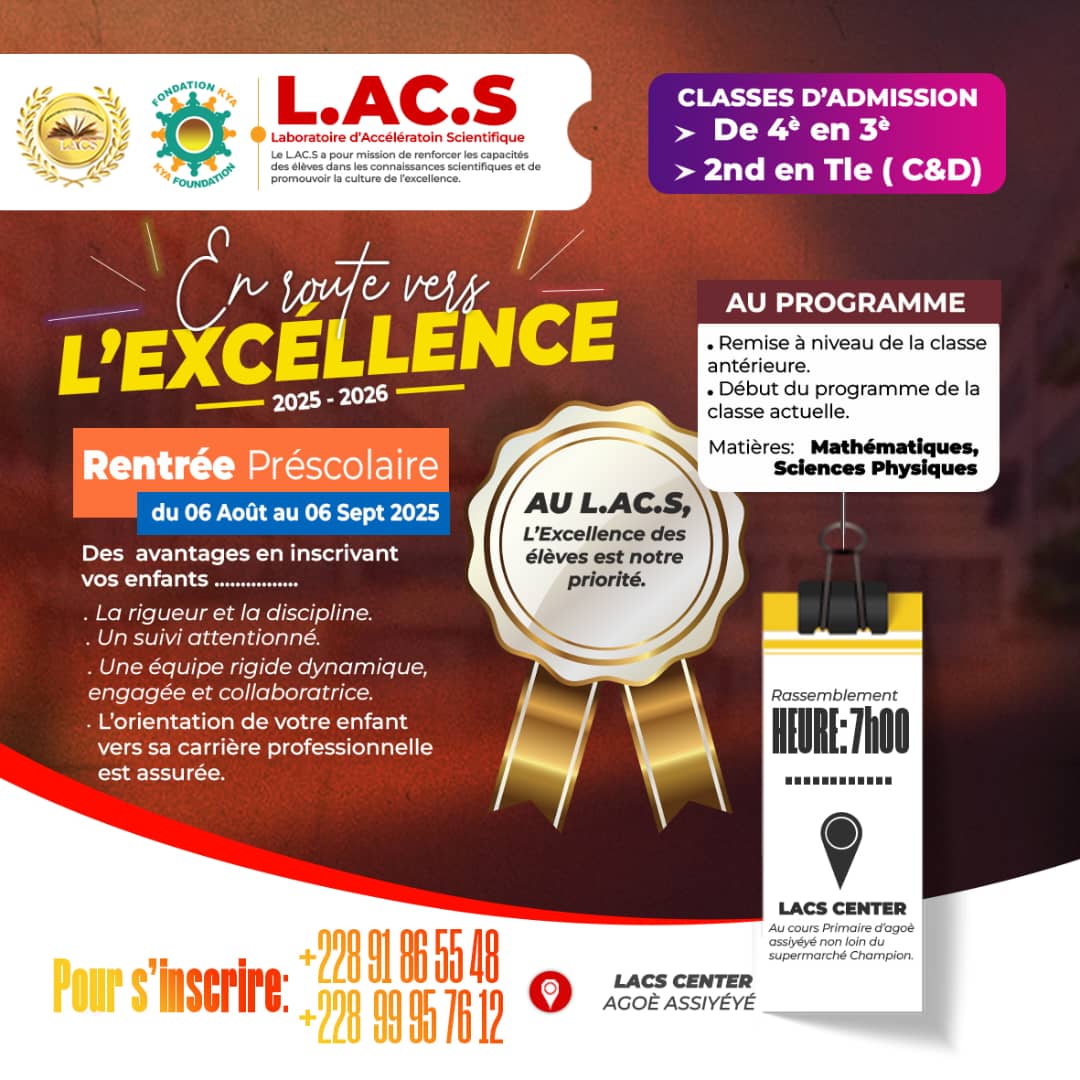 L.A.C.S
FONDATION KYA
KYA FOUNDATION
L.AC.S
Laboratoire d'Accélératoin Scientifique
Le L.AC.S a pour mission de renforcer les capacités
des élèves dans les connaissances scientifiques et de
promouvoir la culture de l'excellence.
CLASSES D'ADMISSION
➤ De 4è en 3è
➤ 2nd en Tle ( C&D)
En route vers
L'EXCÉLLENCE
2025 - 2026
Rentrée Préscolaire
du 06 Août au 06 Sept 2025
Des avantages en inscrivant
vos enfants ................
. La rigueur et la discipline.
. Un suivi attentionné.
. Une équipe rigide dynamique,
engagée et collaboratrice.
. L'orientation de votre enfant
vers sa carrière professionnelle
est assurée.
AU L.AC.S,
L'Excellence des
élèves est notre
priorité.
AU PROGRAMME
• Remise à niveau de la classe
antérieure.
• Début du programme de la
classe actuelle.
Matières: Mathématiques,
Sciences Physiques
Rassemblement
HEURE: 7h00
............
LACS CENTER
Au cours Primaire d'agoè
assiyéyé non loin du
supermarché Champion.
Pour s'inscrire:
+228 91 86 55 48
+228 99 95 76 12
LACS CENTER
AGOÈ ASSIYÉYÉ